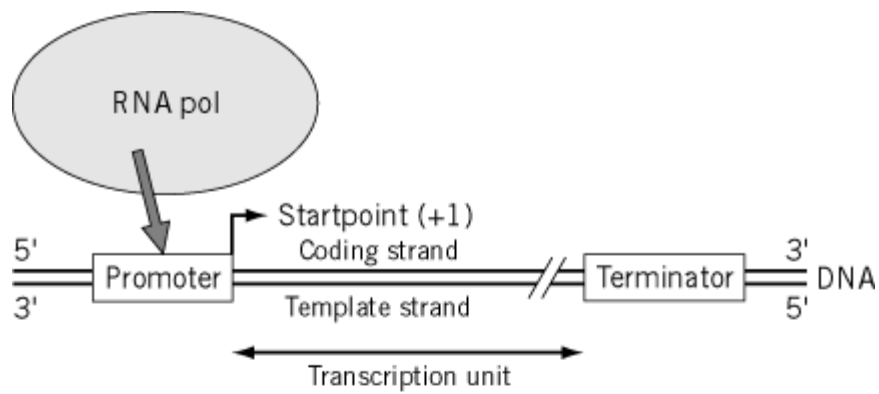 RNA pol
Startpoint (+1)
5' Coding strand 3'
Promoter Terminator DNA
3' Template strand 5'
Transcription unit